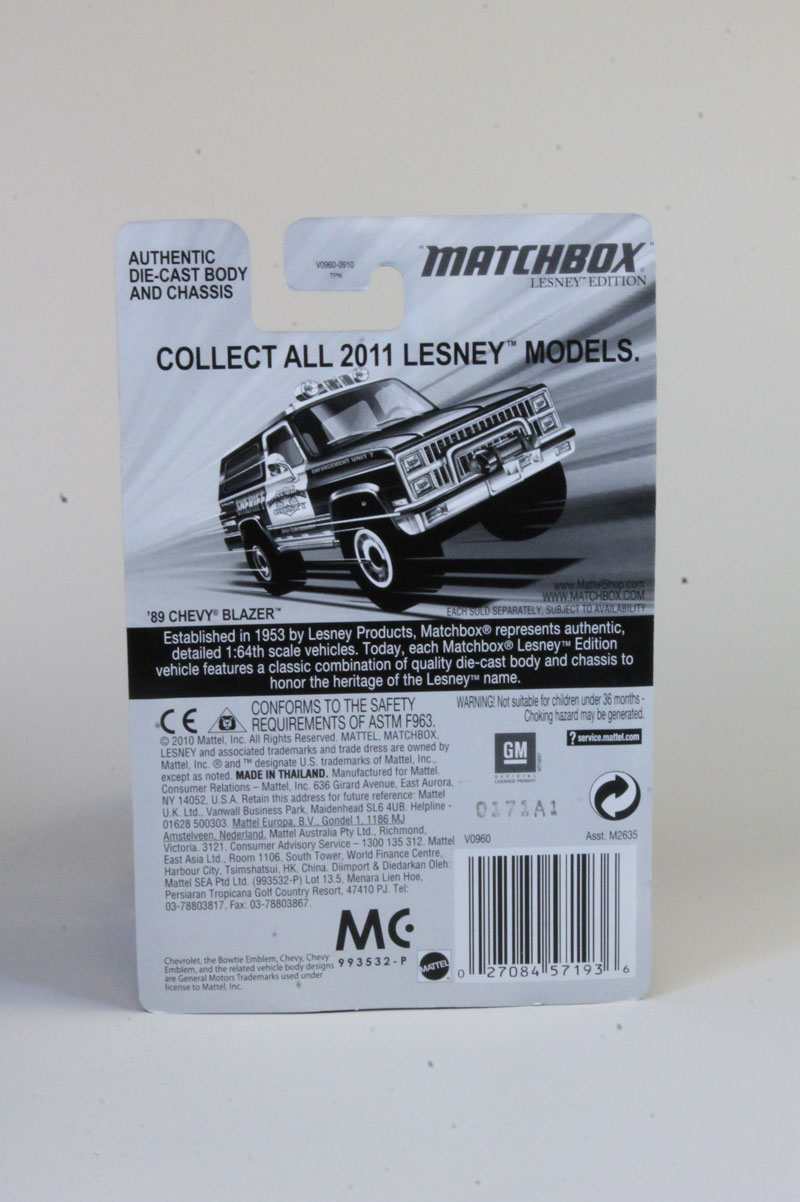 AUTHENTIC
DIE-CAST BODY
AND CHASSIS
V0960-0910
TPN
MATCHBOX
LESNEY™ EDITION
COLLECT ALL 2011 LESNEY™ MODELS.
ENFORCEMENT UNIT 7
SHERIFF
www.MattelShop.com
WWW.MATCHBOX.COM
EACH SOLD SEPARATELY, SUBJECT TO AVAILABILITY
'89 CHEVY® BLAZER™
Established in 1953 by Lesney Products, Matchbox® represents authentic,
detailed 1:64th scale vehicles. Today, each Matchbox® Lesney™ Edition
vehicle features a classic combination of quality die-cast body and chassis to
honor the heritage of the Lesney™ name.
CE
CONFORMS TO THE SAFETY
REQUIREMENTS OF ASTM F963.
© 2010 Mattel, Inc. All Rights Reserved. MATTEL, MATCHBOX,
LESNEY and associated trademarks and trade dress are owned by
Mattel, Inc. ® and ™ designate U.S. trademarks of Mattel, Inc.,
except as noted. MADE IN THAILAND. Manufactured for Mattel.
Consumer Relations – Mattel, Inc. 636 Girard Avenue, East Aurora,
NY 14052, U.S.A. Retain this address for future reference: Mattel
U.K. Ltd., Vanwall Business Park, Maidenhead SL6 4UB. Helpline -
01628 500303. Mattel Europa, B.V., Gondel 1, 1186 MJ
Amstelveen, Nederland. Mattel Australia Pty Ltd., Richmond,
Victoria. 3121. Consumer Advisory Service – 1300 135 312. Mattel
East Asia Ltd., Room 1106, South Tower, World Finance Centre,
Harbour City, Tsimshatsui, HK, China. Diimport & Diedarkan Oleh:
Mattel SEA Ptd Ltd. (993532-P) Lot 13.5, Menara Lien Hoe,
Persiaran Tropicana Golf Country Resort, 47410 PJ. Tel:
03-78803817, Fax: 03-78803867.
WARNING! Not suitable for children under 36 months -
Choking hazard may be generated.
? service.mattel.com
GM
OFFICIAL
LICENSED PRODUCT
0171A1
V0960
Asst. M2635
MC
993532-P
MATTEL
Chevrolet, the Bowtie Emblem, Chevy, Chevy
Emblem, and the related vehicle body designs
are General Motors Trademarks used under
license to Mattel, Inc.
0 27084 57193 6